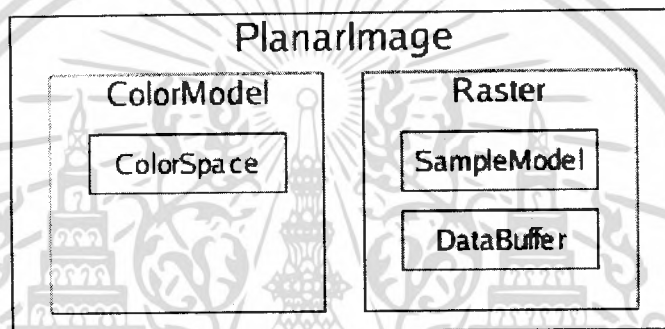 PlanarImage
ColorModel
ColorSpace
Raster
SampleModel
DataBuffer